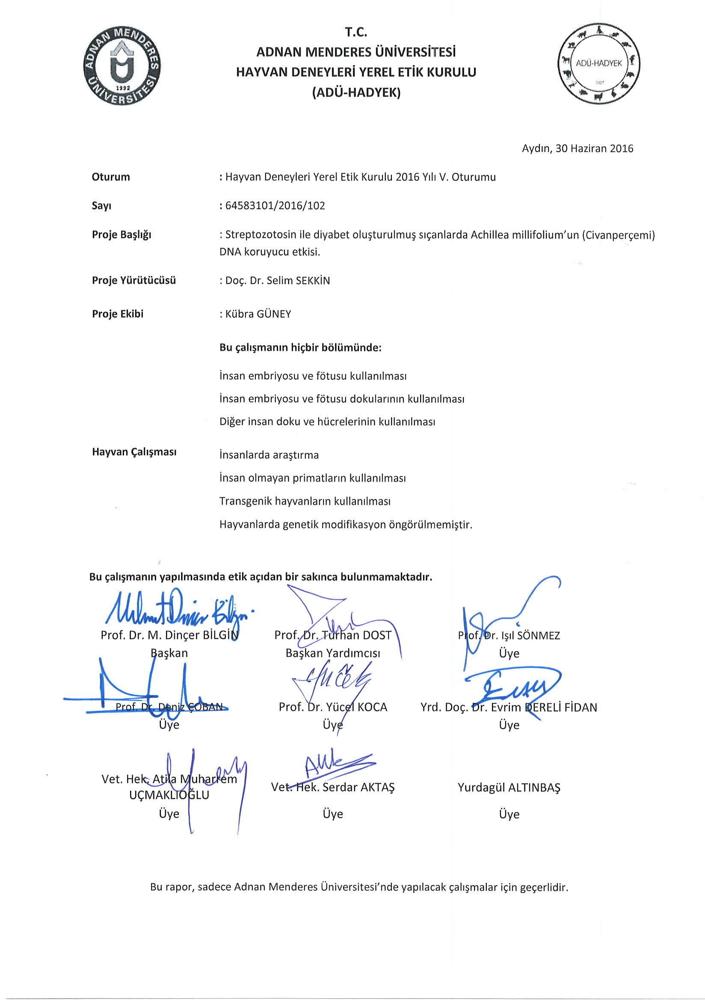 ADNAN MENDERES
ÜNİVERSİTESİ
1992
T.C.
ADNAN MENDERES ÜNİVERSİTESİ
HAYVAN DENEYLERİ YEREL ETİK KURULU
(ADÜ-HADYEK)
ADÜ-HADYEK
2007
Aydın, 30 Haziran 2016
Oturum : Hayvan Deneyleri Yerel Etik Kurulu 2016 Yılı V. Oturumu
Sayı : 64583101/2016/102
Proje Başlığı : Streptozotosin ile diyabet oluşturulmuş sıçanlarda Achillea millifolium’un (Civanperçemi)
DNA koruyucu etkisi.
Proje Yürütücüsü : Doç. Dr. Selim SEKKİN
Proje Ekibi : Kübra GÜNEY
Bu çalışmanın hiçbir bölümünde:
İnsan embriyosu ve fötusu kullanılması
İnsan embriyosu ve fötusu dokularının kullanılması
Diğer insan doku ve hücrelerinin kullanılması
Hayvan Çalışması İnsanlarda araştırma
İnsan olmayan primatların kullanılması
Transgenik hayvanların kullanılması
Hayvanlarda genetik modifikasyon öngörülmemiştir.
Bu çalışmanın yapılmasında etik açıdan bir sakınca bulunmamaktadır.
Mehmet Dinçer Bilgin
Prof. Dr. M. Dinçer BİLGİN Prof. Dr. Turhan DOST Prof. Dr. Işıl SÖNMEZ
Başkan Başkan Yardımcısı Üye
Prof. Dr. Deniz ÇOBAN Prof. Dr. Yücel KOCA Yrd. Doç. Dr. Evrim DERELİ FİDAN
Üye Üye Üye
Vet. Hek. Atila Muharrem
UÇMAKLIOĞLU Vet. Hek. Serdar AKTAŞ Yurdagül ALTINBAŞ
Üye Üye Üye
Bu rapor, sadece Adnan Menderes Üniversitesi’nde yapılacak çalışmalar için geçerlidir.